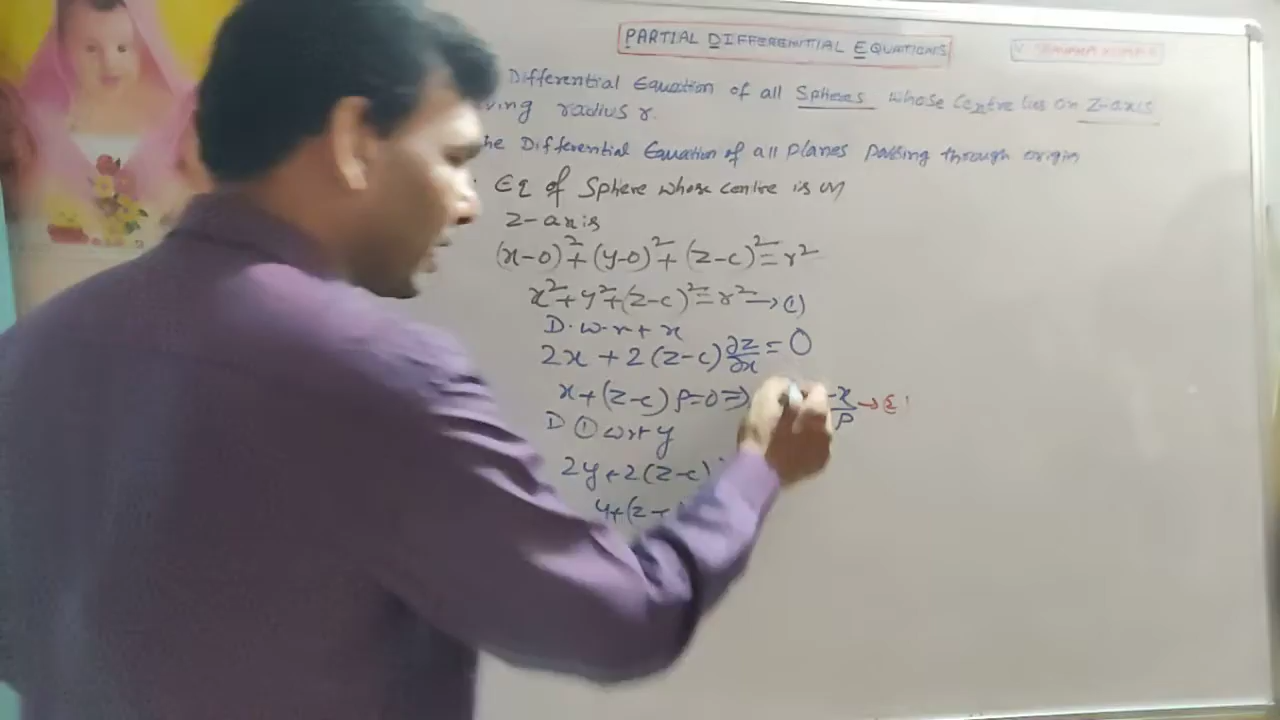 PARTIAL DIFFERENTIAL EQUATIONS
Differential Equation of all Spheres whose Centre lies on Z-axis
ving radius r.
he Differential Equation of all Planes passing through origin
Eq of Sphere whose centre is on
Z-axis
(x-0)²+(y-0)²+(z-c)²=r²
x²+y²+(z-c)²=r² → (1)
D.w.r+ x
2x + 2(z-c) ∂z/∂x = 0
x+(z-c) p=0 ⇒ -x/p →
D ① w.r+ y
2y+2(z-c)
y+(z-c